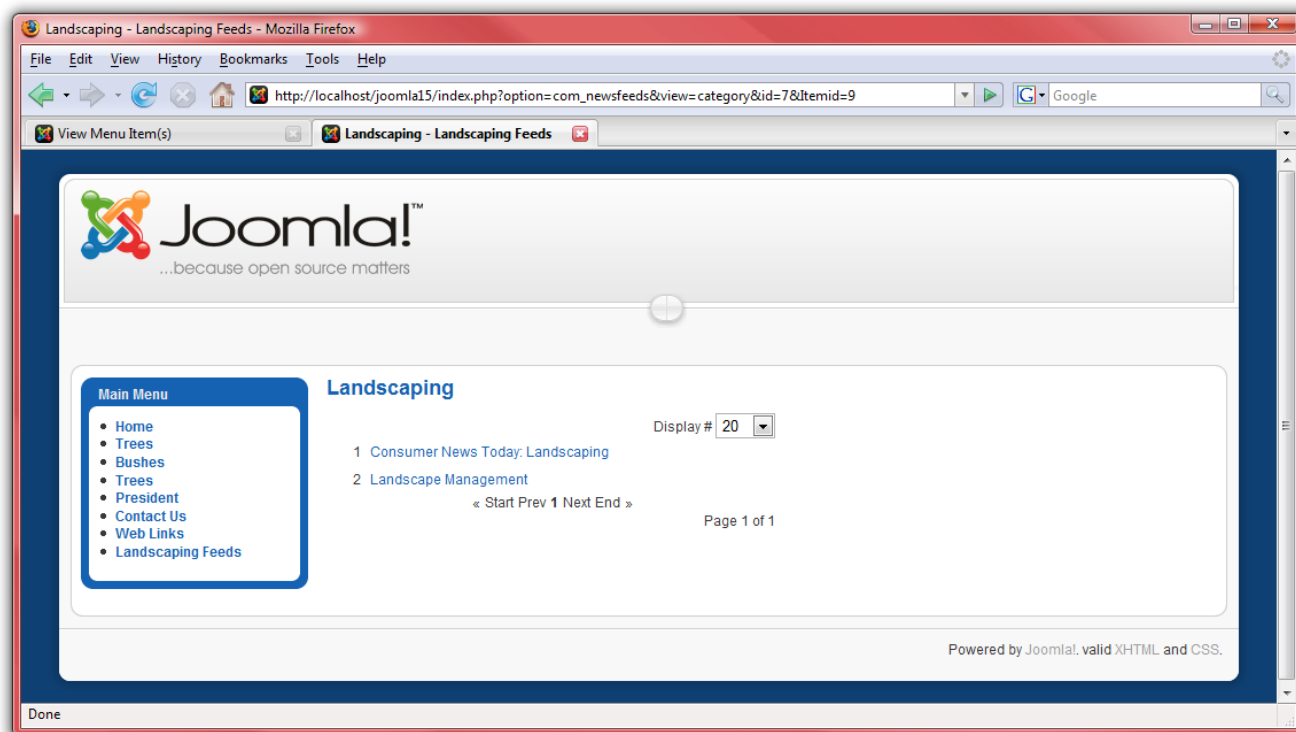 Landscaping - Landscaping Feeds - Mozilla Firefox
File Edit View History Bookmarks Tools Help
http://localhost/joomla15/index.php?option=com_newsfeeds&view=category&id=7&Itemid=9
G Google
View Menu Item(s) Landscaping - Landscaping Feeds
Joomla!™
...because open source matters
Main Menu
Home
Trees
Bushes
Trees
President
Contact Us
Web Links
Landscaping Feeds
Landscaping
Display # 20
1 Consumer News Today: Landscaping
2 Landscape Management
« Start Prev 1 Next End »
Page 1 of 1
Powered by Joomla!. valid XHTML and CSS.
Done